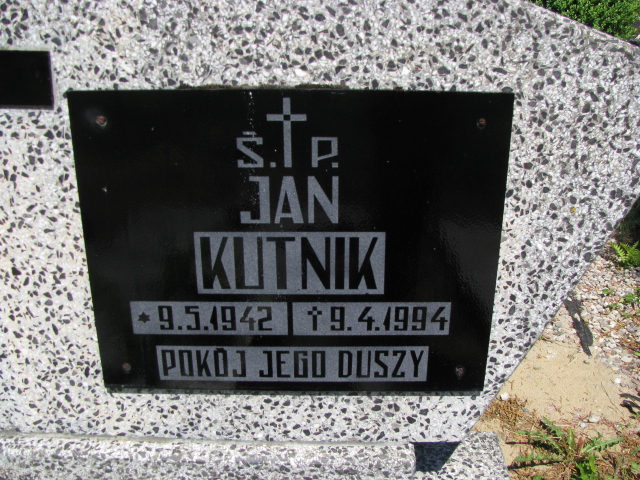 Ś. P.
JAN
KUTNIK
* 9.5.1942 † 9.4.1994
POKÓJ JEGO DUSZY